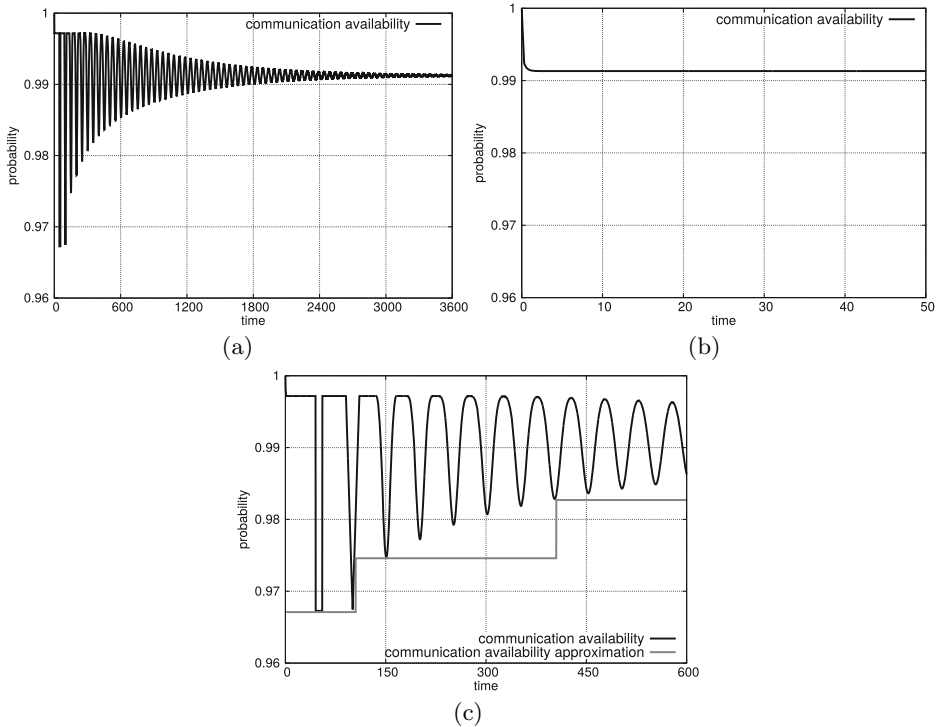 1
0.99
0.98
0.97
0.96
probability
communication availability
0 600 1200 1800 2400 3000 3600
time
(a)
1
0.99
0.98
0.97
0.96
probability
communication availability
0 10 20 30 40 50
time
(b)
1
0.99
0.98
0.97
0.96
probability
communication availability
communication availability approximation
0 150 300 450 600
time
(c)